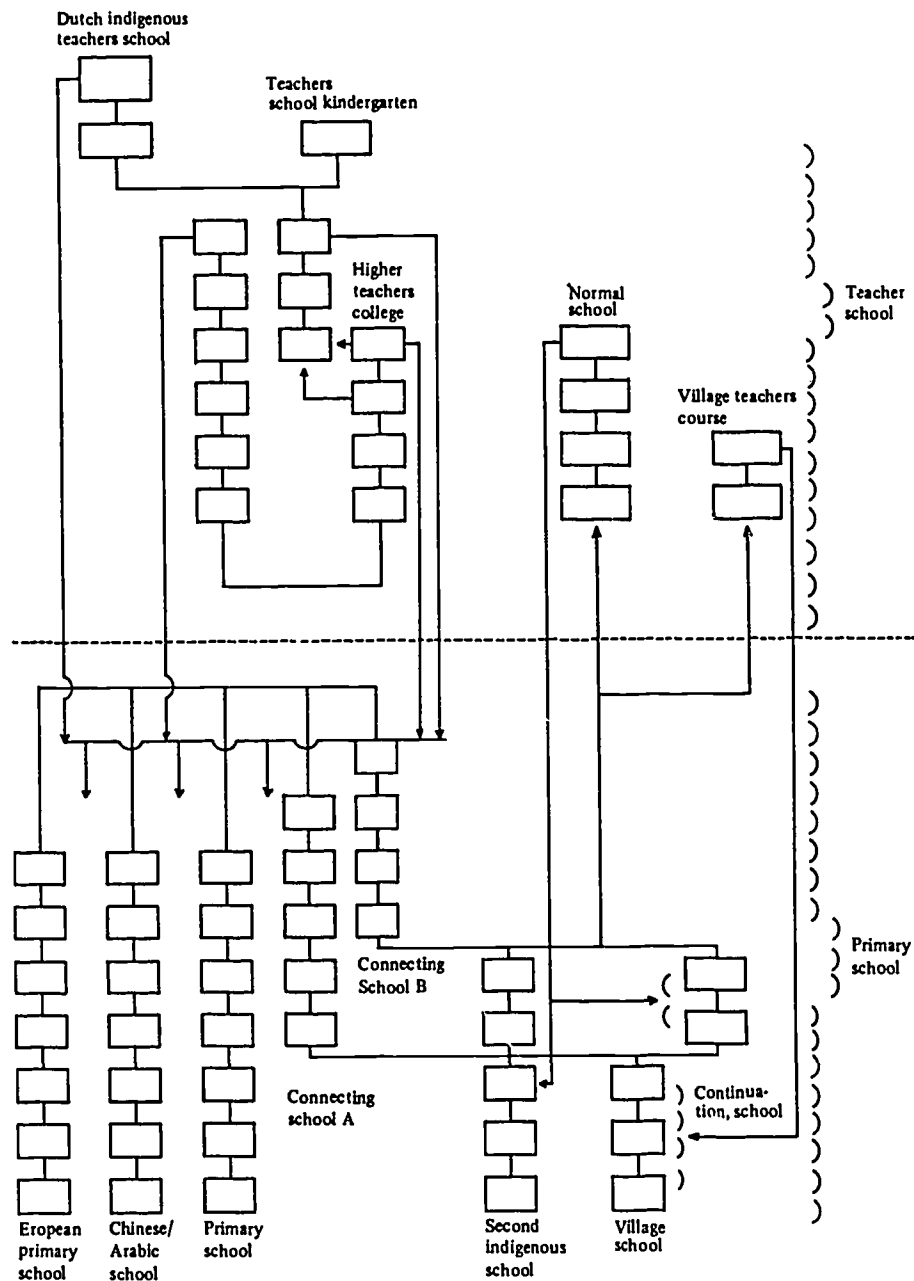 Dutch indigenous
teachers school
Teachers
school kindergarten
Higher
teachers
college
Normal
school
Teacher
school
Village teachers
course
Connecting
School B
Primary
school
Connecting
school A
Continua-
tion, school
Eropean
primary
school
Chinese/
Arabic
school
Primary
school
Second
indigenous
school
Village
school